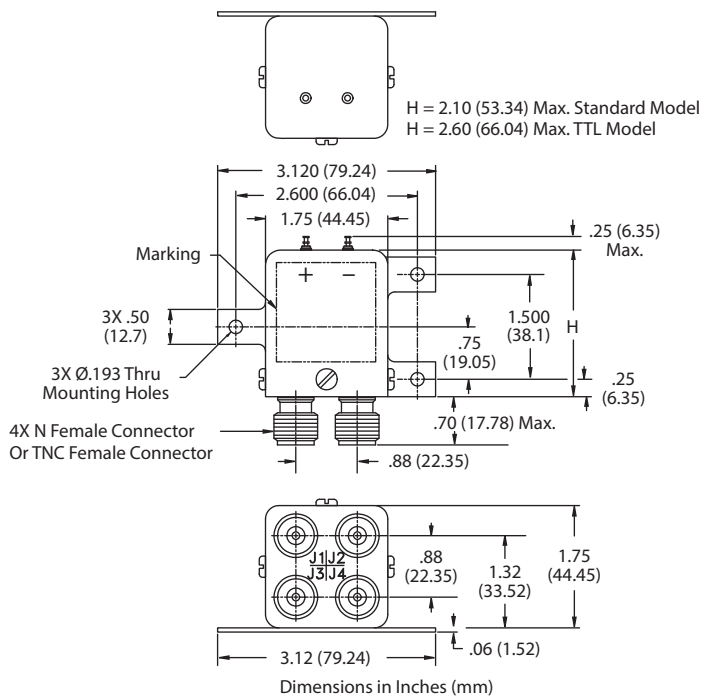 H = 2.10 (53.34) Max. Standard Model
H = 2.60 (66.04) Max. TTL Model
3.120 (79.24)
2.600 (66.04)
1.75 (44.45)
.25 (6.35)
Max.
Marking
+ −
3X .50
(12.7)
1.500
(38.1)
H
.75
(19.05)
3X Ø.193 Thru
Mounting Holes
.25
(6.35)
.70 (17.78) Max.
4X N Female Connector
Or TNC Female Connector
.88 (22.35)
J1 J2
J3 J4
.88
(22.35)
1.32
(33.52)
1.75
(44.45)
.06 (1.52)
3.12 (79.24)
Dimensions in Inches (mm)